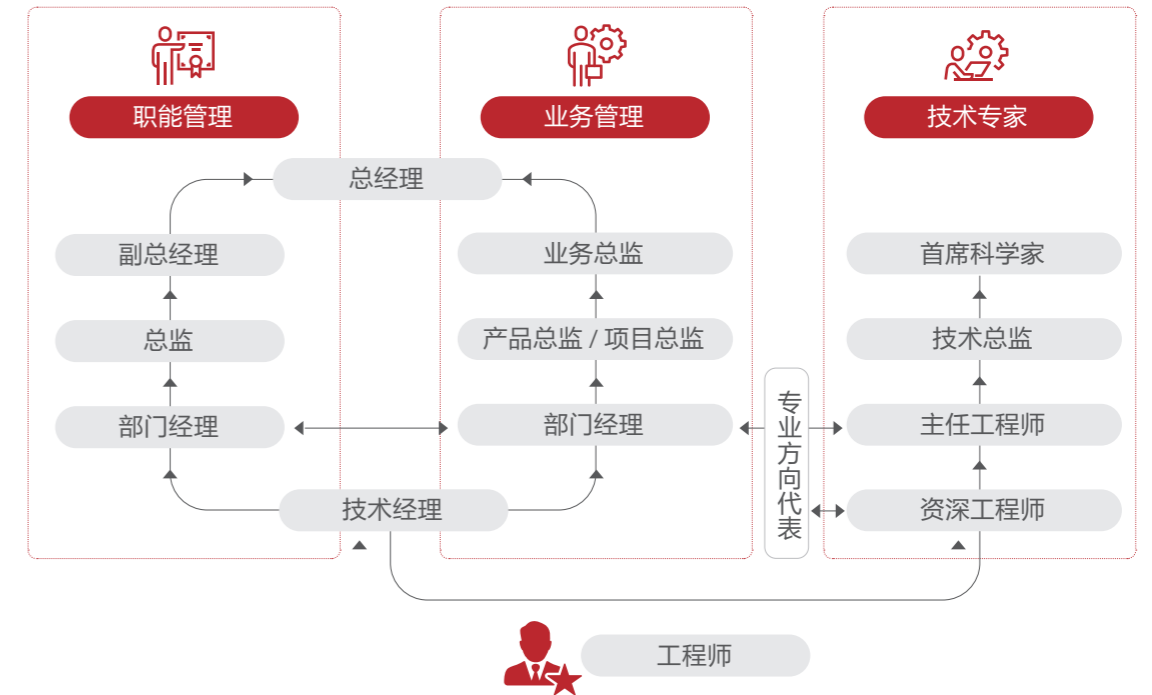 职能管理
业务管理
技术专家
总经理
副总经理
业务总监
首席科学家
总监
产品总监 / 项目总监
技术总监
部门经理
部门经理
专业方向代表
主任工程师
技术经理
资深工程师
工程师